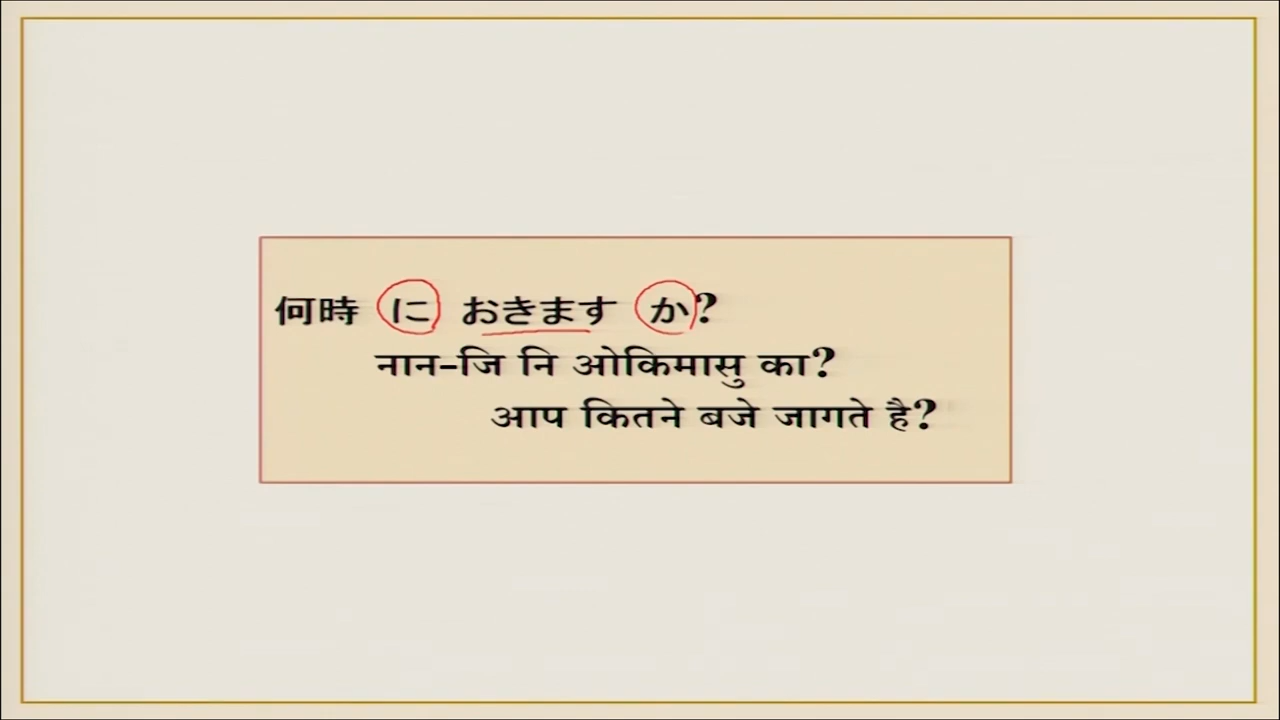 何時 に おきます か?
नान-जि नि ओकिमासु का?
आप कितने बजे जागते है?